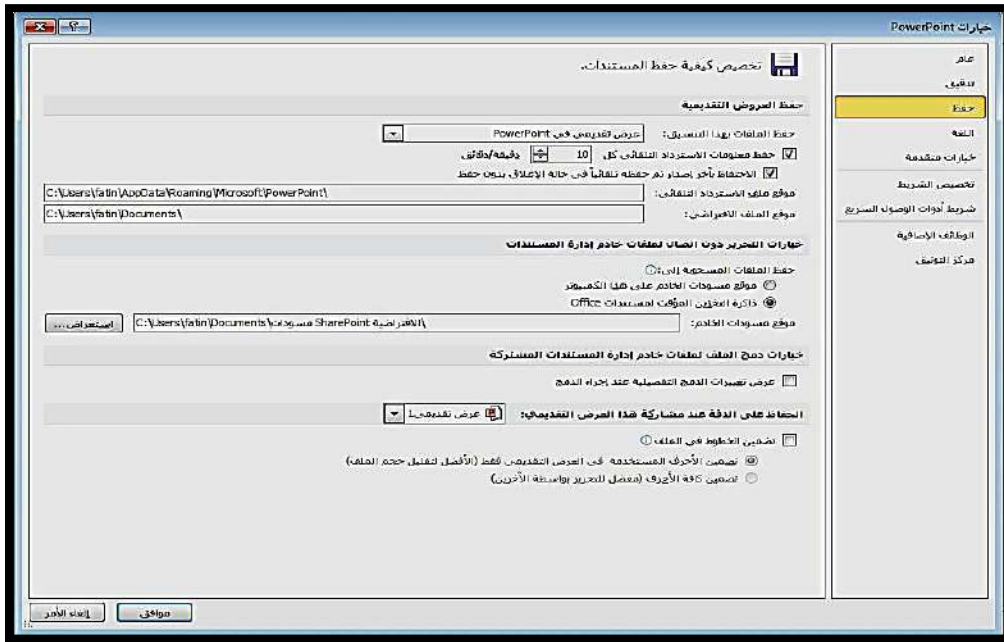 خيارات PowerPoint
عام
تدقيق
حفظ
اللغة
خيارات متقدمة
تخصيص الشريط
شريط أدوات الوصول السريع
الوظائف الإضافية
مركز التوثيق
تخصيص كيفية حفظ المستندات.
حفظ العروض التقديمية
حفظ الملفات بهذا التنسيق: عرض تقديمي في PowerPoint
حفظ معلومات الاسترداد التلقائي كل 10 دقيقة/دقائق
الاحتفاظ بآخر إصدار تم حفظه تلقائياً في حالة الإغلاق بدون حفظ
موقع ملف الاسترداد التلقائي: C:\Users\fatin\AppData\Roaming\Microsoft\PowerPoint\
موقع الملف الافتراضي: C:\Users\fatin\Documents\
خيارات التحرير دون اتصال لملفات خادم إدارة المستندات
حفظ الملفات المسحوبة إلى:
موقع مسودات الخادم على هذا الكمبيوتر
ذاكرة التخزين المؤقت لمستندات Office
موقع مسودات الخادم: C:\Users\fatin\Documents\مسودات SharePoint الافتراضية\ استعراض...
خيارات دمج الملف لملفات خادم إدارة المستندات المشتركة
عرض تغييرات الدمج التفصيلية عند إجراء الدمج
الحفاظ على الدقة عند مشاركة هذا العرض التقديمي: عرض تقديمي1
تضمين الخطوط في الملف
تضمين الأحرف المستخدمة في العرض التقديمي فقط (الأفضل لتقليل حجم الملف)
تضمين كافة الأحرف (مفضل للتحرير بواسطة الآخرين)
موافق
إلغاء الأمر